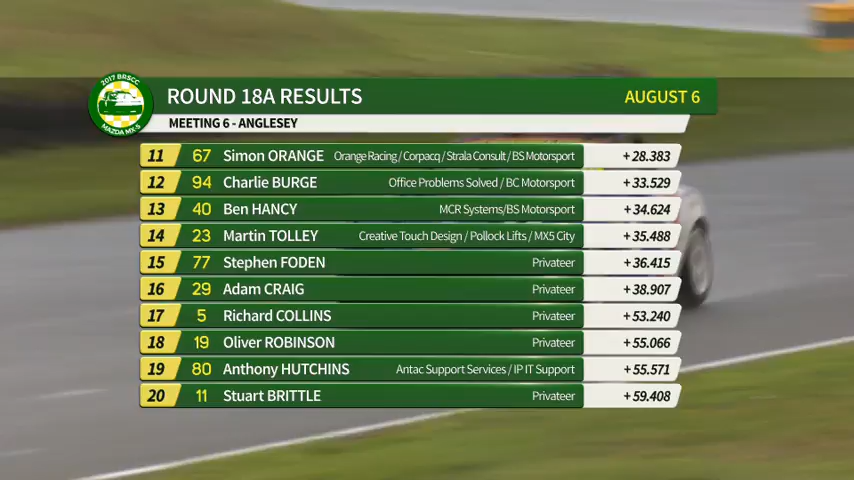 2017 BRSCC
MAZDA MX-5
ROUND 18A RESULTS AUGUST 6
MEETING 6 - ANGLESEY
11 67 Simon ORANGE Orange Racing / Corpacq / Strala Consult / BS Motorsport + 28.383
12 94 Charlie BURGE Office Problems Solved / BC Motorsport + 33.529
13 40 Ben HANCY MCR Systems/BS Motorsport + 34.624
14 23 Martin TOLLEY Creative Touch Design / Pollock Lifts / MX5 City + 35.488
15 77 Stephen FODEN Privateer + 36.415
16 29 Adam CRAIG Privateer + 38.907
17 5 Richard COLLINS Privateer + 53.240
18 19 Oliver ROBINSON Privateer + 55.066
19 80 Anthony HUTCHINS Antac Support Services / IP IT Support + 55.571
20 11 Stuart BRITTLE Privateer + 59.408